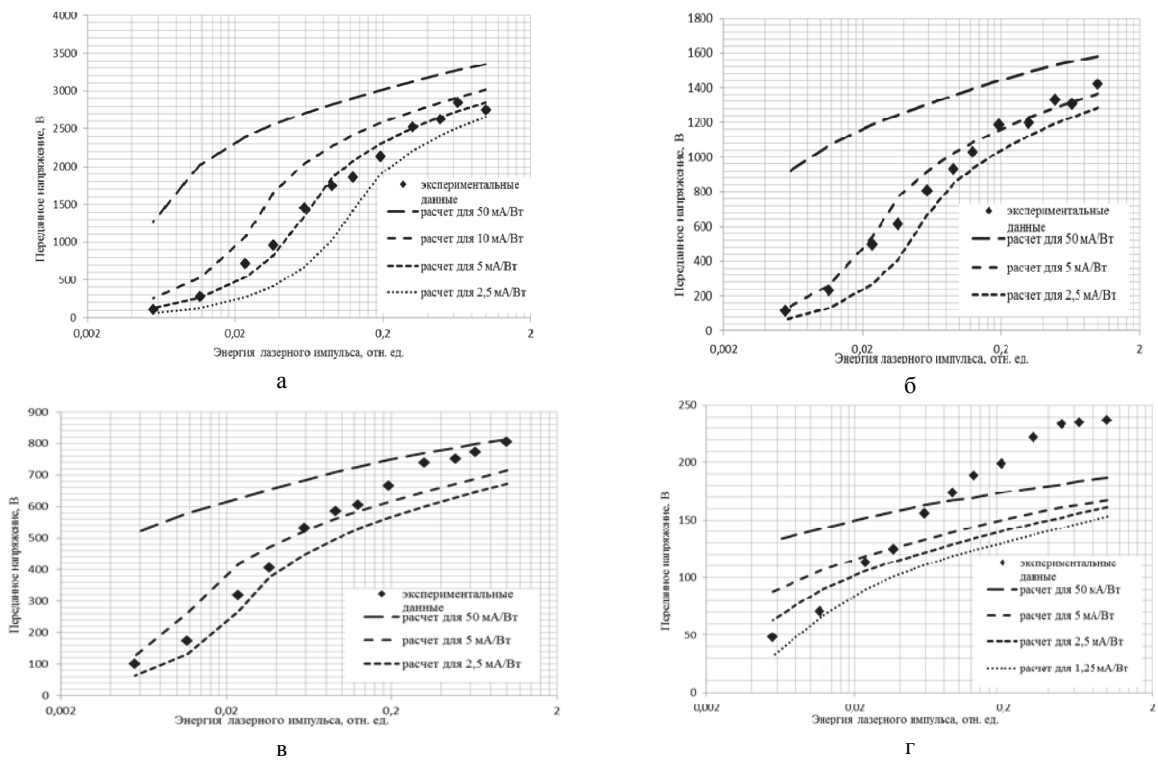 4000
3500
3000
2500
2000
1500
1000
500
0
0,002
0,02
0,2
2
Переданное напряжение, В
Энергия лазерного импульса, отн. ед.
экспериментальные
данные
расчет для 50 мА/Вт
расчет для 10 мА/Вт
расчет для 5 мА/Вт
расчет для 2,5 мА/Вт
а
1800
1600
1400
1200
1000
800
600
400
200
0
0,002
0,02
0,2
2
Переданное напряжение, В
Энергия лазерного импульса, отн. ед.
экспериментальные
данные
расчет для 50 мА/Вт
расчет для 5 мА/Вт
расчет для 2,5 мА/Вт
б
900
800
700
600
500
400
300
200
100
0
0,002
0,02
0,2
2
Переданное напряжение, В
Энергия лазерного импульса, отн. ед.
экспериментальные
данные
расчет для 50 мА/Вт
расчет для 5 мА/Вт
расчет для 2,5 мА/Вт
в
250
200
150
100
50
0
0,002
0,02
0,2
2
Переданное напряжение, В
Энергия лазерного импульса, отн. ед.
экспериментальные
данные
расчет для 50 мА/Вт
расчет для 5 мА/Вт
расчет для 2,5 мА/Вт
расчет для 1,25 мА/Вт
г